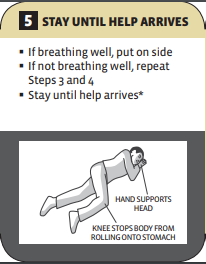 5 STAY UNTIL HELP ARRIVES
▪ If breathing well, put on side
▪ If not breathing well, repeat
Steps 3 and 4
▪ Stay until help arrives*
HAND SUPPORTS
HEAD
KNEE STOPS BODY FROM
ROLLING ONTO STOMACH